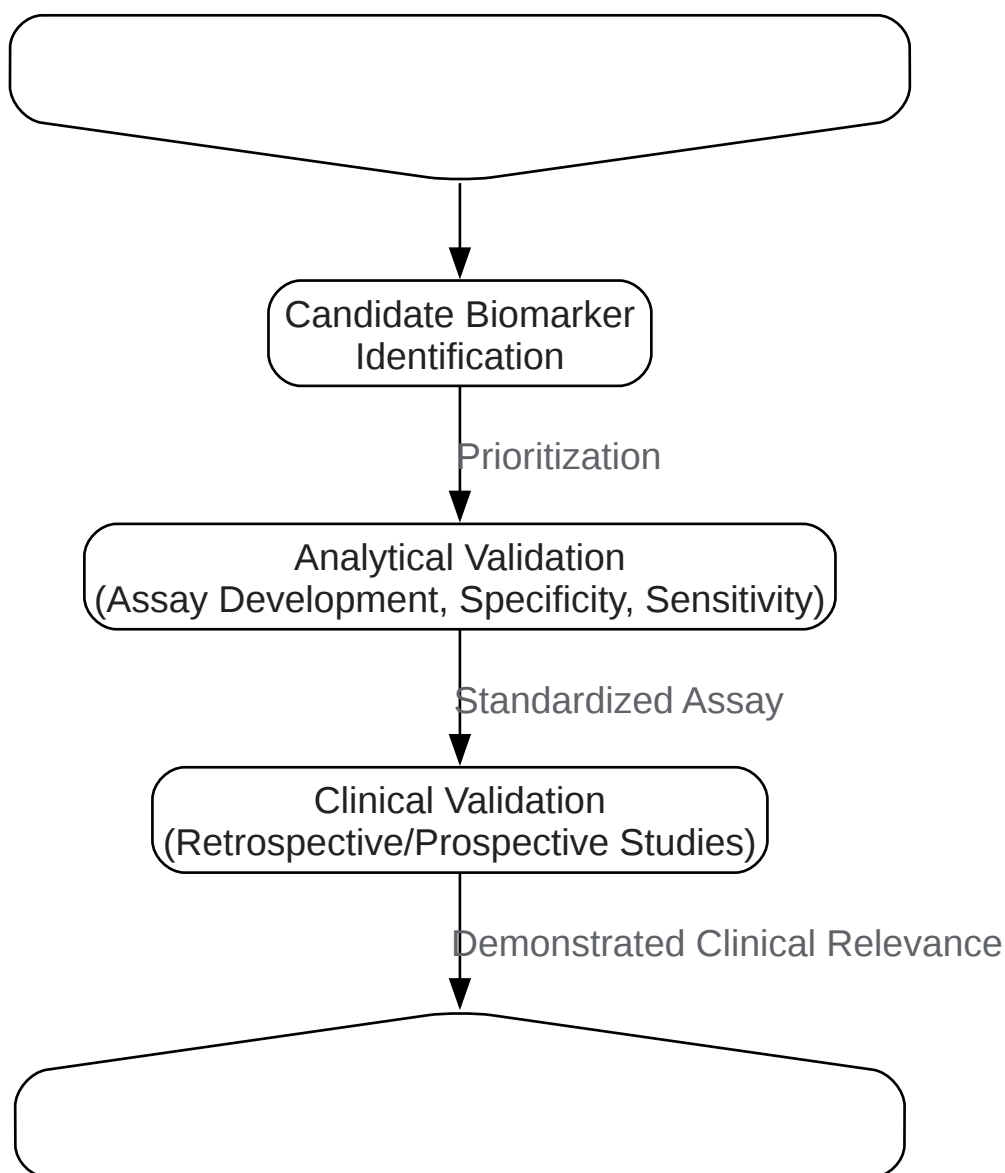 Candidate Biomarker
Identification
Prioritization
Analytical Validation
(Assay Development, Specificity, Sensitivity)
Standardized Assay
Clinical Validation
(Retrospective/Prospective Studies)
Demonstrated Clinical Relevance